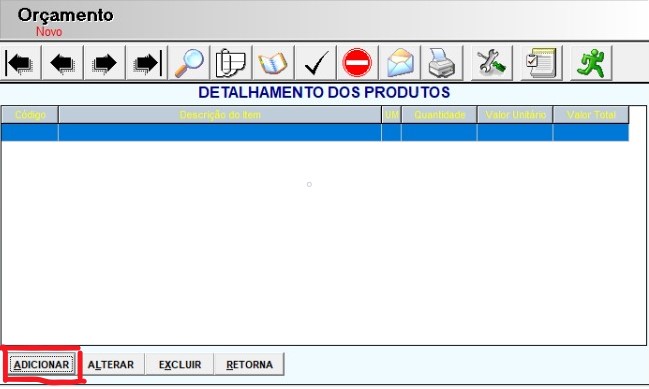 Orçamento
Novo
DETALHAMENTO DOS PRODUTOS
Código Descrição do Item UM Quantidade Valor Unitário Valor Total
ADICIONAR ALTERAR EXCLUIR RETORNA